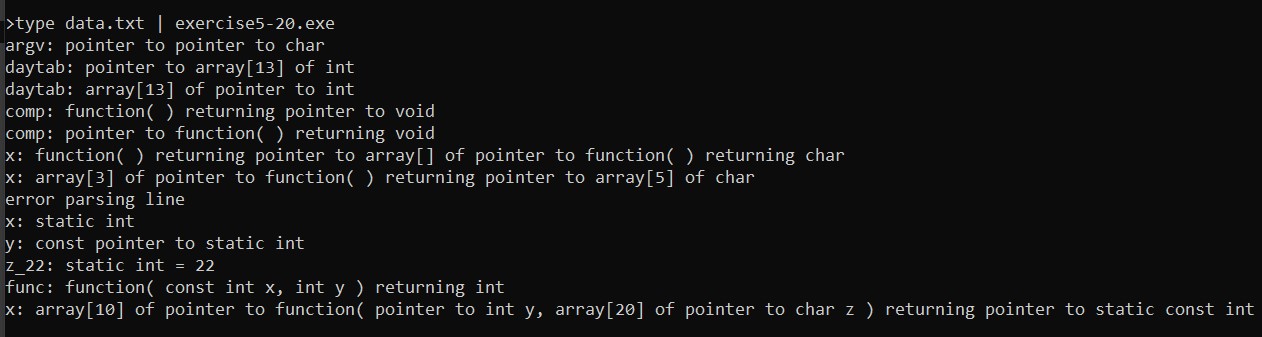 >type data.txt | exercise5-20.exe
argv: pointer to pointer to char
daytab: pointer to array[13] of int
daytab: array[13] of pointer to int
comp: function( ) returning pointer to void
comp: pointer to function( ) returning void
x: function( ) returning pointer to array[] of pointer to function( ) returning char
x: array[3] of pointer to function( ) returning pointer to array[5] of char
error parsing line
x: static int
y: const pointer to static int
z_22: static int = 22
func: function( const int x, int y ) returning int
x: array[10] of pointer to function( pointer to int y, array[20] of pointer to char z ) returning pointer to static const int